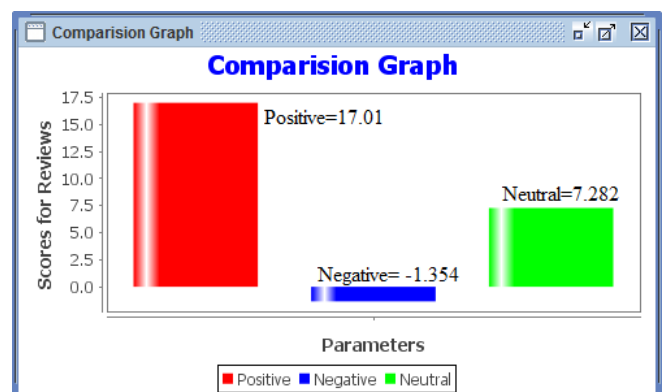 Comparision Graph
Comparision Graph
17.5
15.0
12.5
10.0
7.5
5.0
2.5
0.0
Scores for Reviews
Positive=17.01
Negative= -1.354
Neutral=7.282
Parameters
Positive Negative Neutral